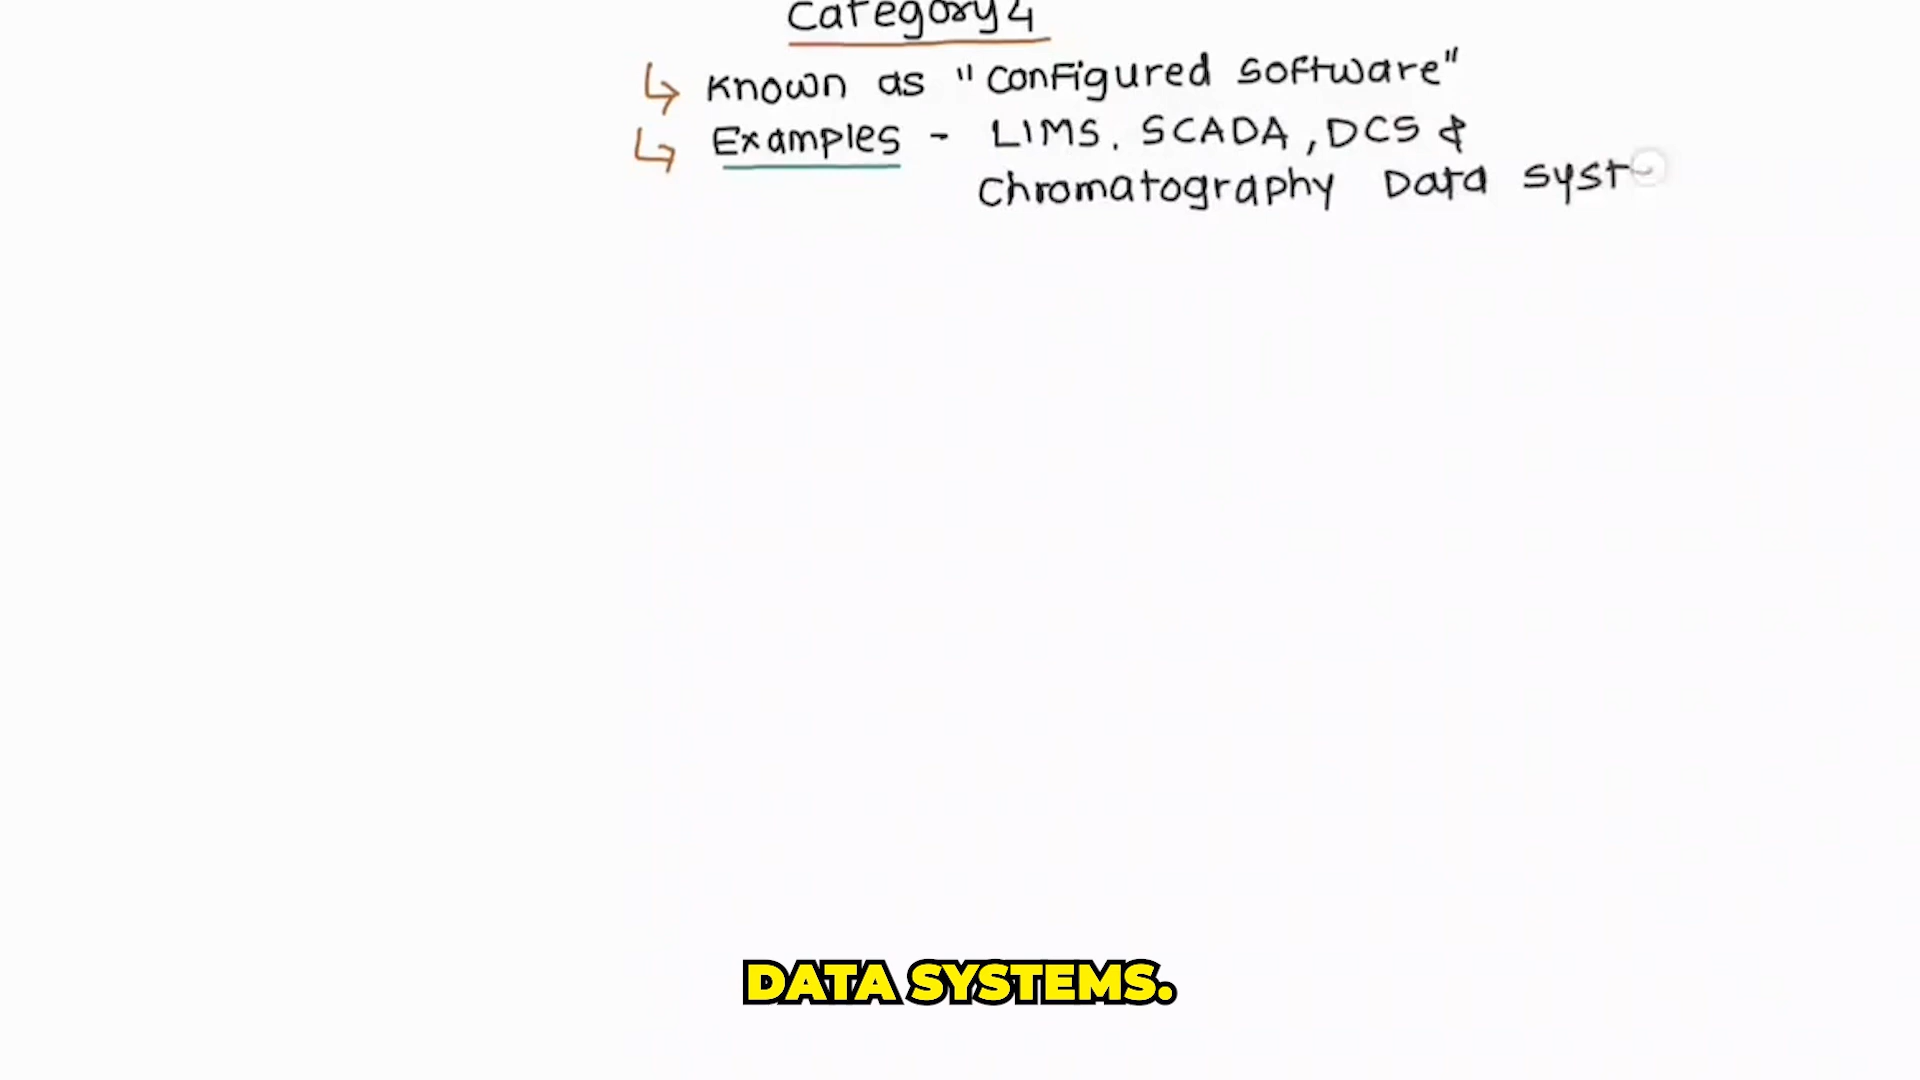 Category 4
↳ Known as "Configured Software"
↳ Examples - LIMS, SCADA, DCS &
Chromatography Data syst
DATA SYSTEMS.